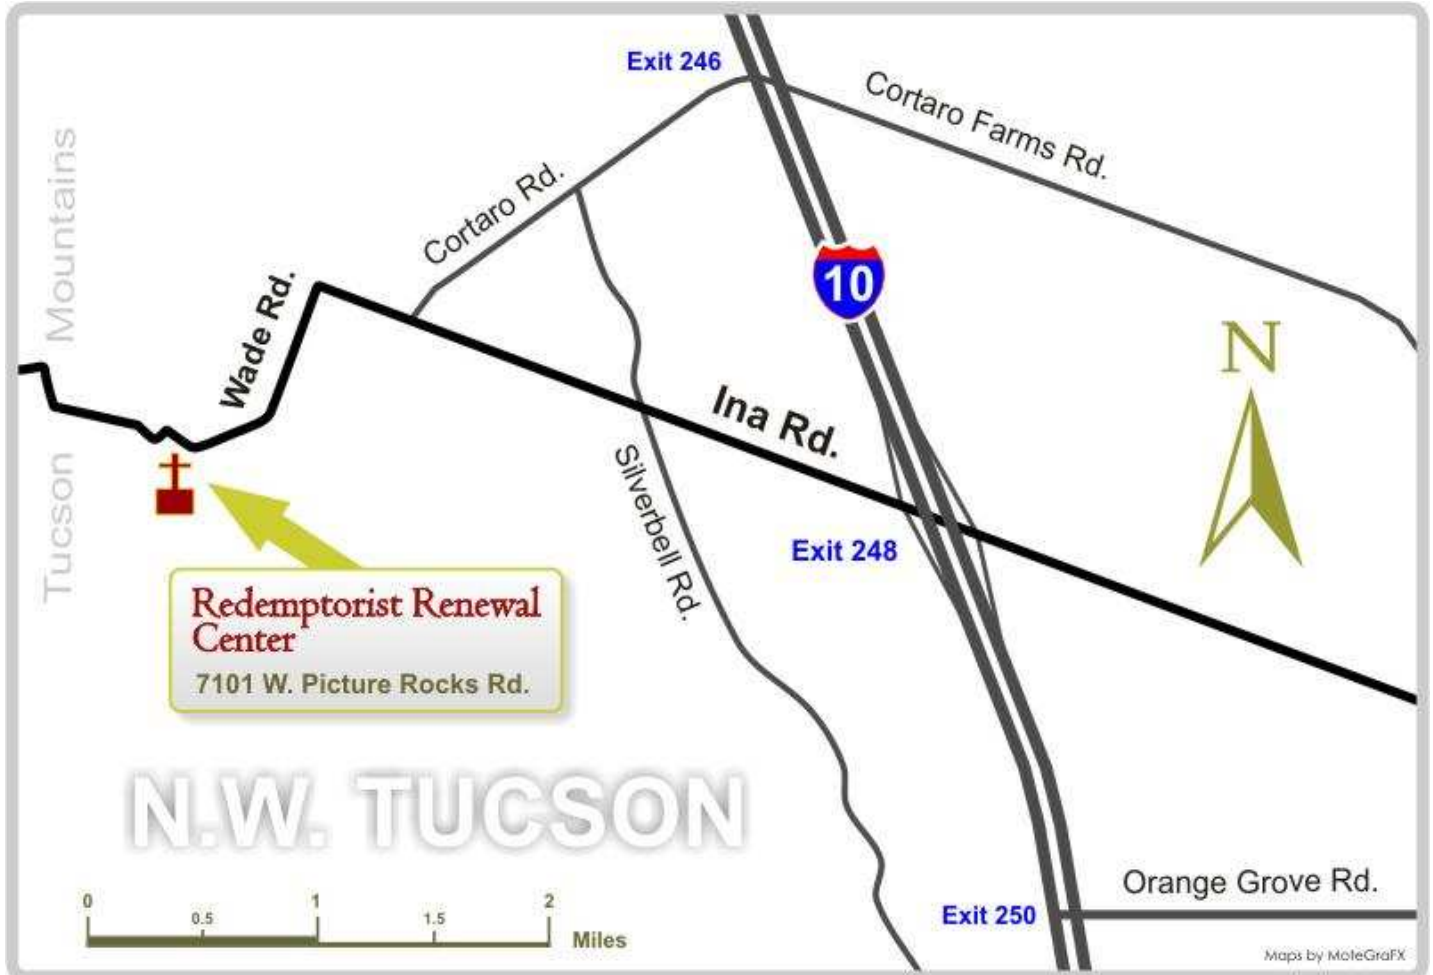 Exit 246
Cortaro Farms Rd.
Mountains
Cortaro Rd.
10
Wade Rd.
N
Ina Rd.
Silverbell Rd.
Tucson
Exit 248
Redemptorist Renewal
Center
7101 W. Picture Rocks Rd.
N.W. TUCSON
Orange Grove Rd.
Exit 250
0 0.5 1 1.5 2 Miles
Maps by MoteGraFX